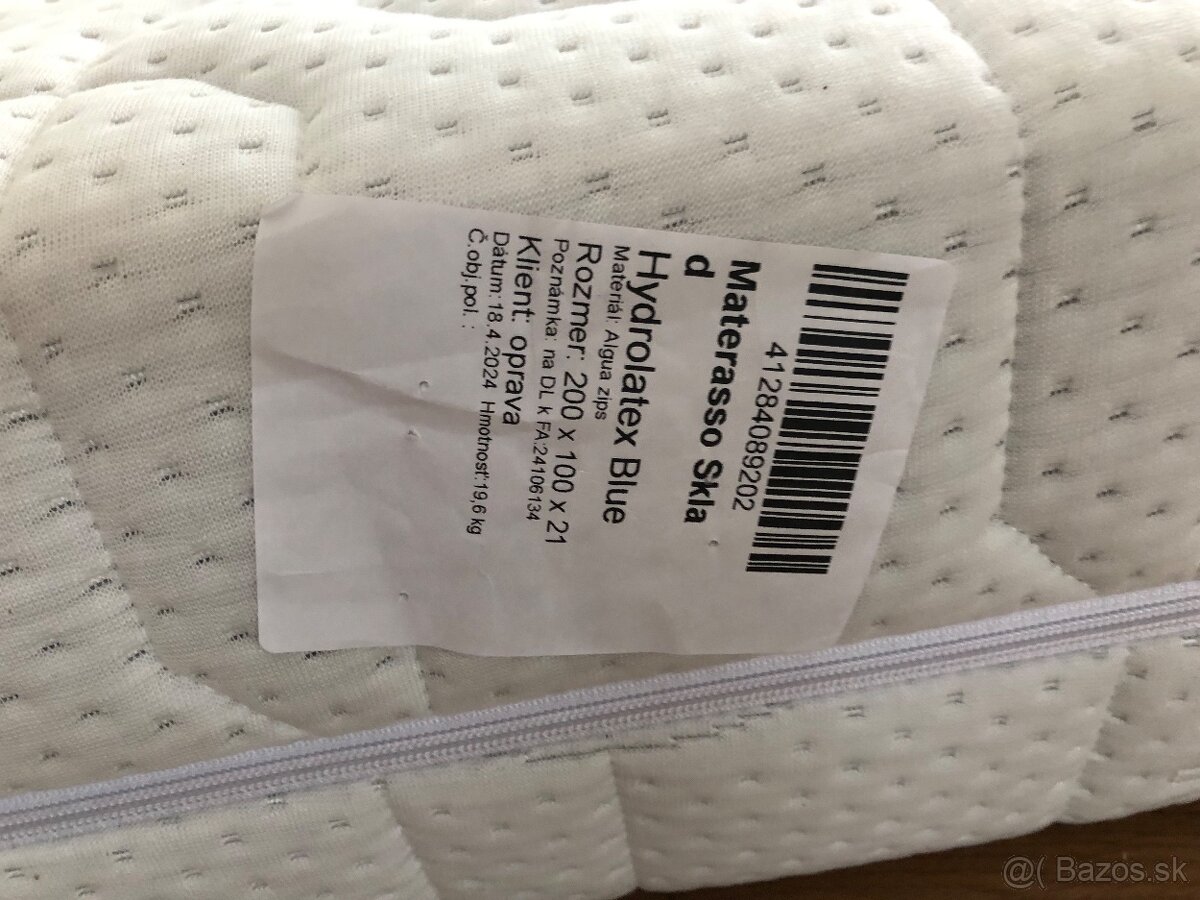 41284089202
Materasso Skla
d
Hydrolatex Blue
Materiál: Algua zips
Rozmer: 200 x 100 x 21
Poznámka: na DL k FA:24106134
Klient: oprava
Dátum:18.4.2024 Hmotnosť:19,6 kg
Č.obj.pol. :
@( Bazos.sk